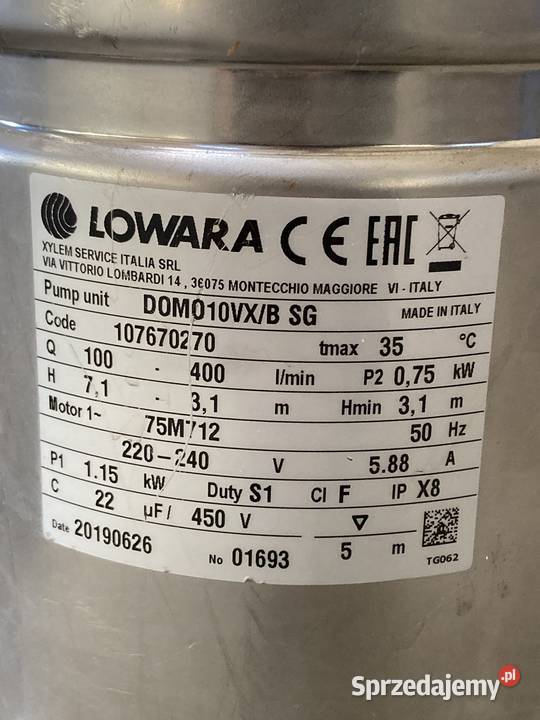 LOWARA CE EAC
XYLEM SERVICE ITALIA SRL
VIA VITTORIO LOMBARDI 14 , 36075 MONTECCHIO MAGGIORE VI - ITALY
Pump unit DOMO10VX/B SG MADE IN ITALY
Code 107670270 tmax 35 °C
Q 100 - 400 l/min P2 0,75 kW
H 7,1 - 3,1 m Hmin 3,1 m
Motor 1~ 75M712 50 Hz
220-240 V 5.88 A
P1 1.15 kW Duty S1 Cl F IP X8
C 22 µF/ 450 V 5 m
Date 20190626 No 01693 TG062
Sprzedajemy.pl